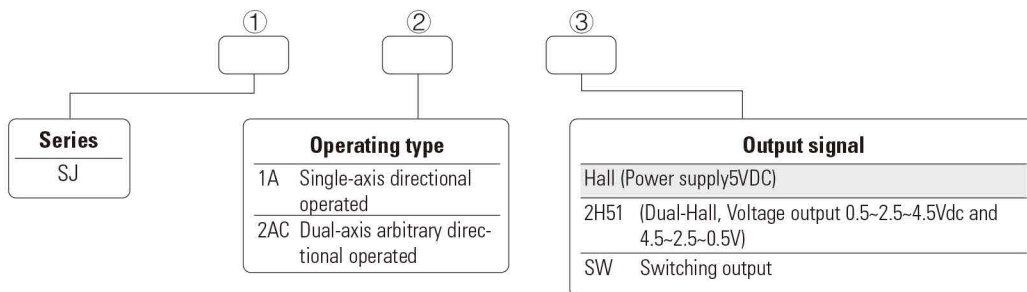 ① ② ③
Series
SJ
Operating type
1A Single-axis directional
operated
2AC Dual-axis arbitrary direc-
tional operated
Output signal
Hall (Power supply5VDC)
2H51 (Dual-Hall, Voltage output 0.5~2.5~4.5Vdc and
4.5~2.5~0.5V)
SW Switching output